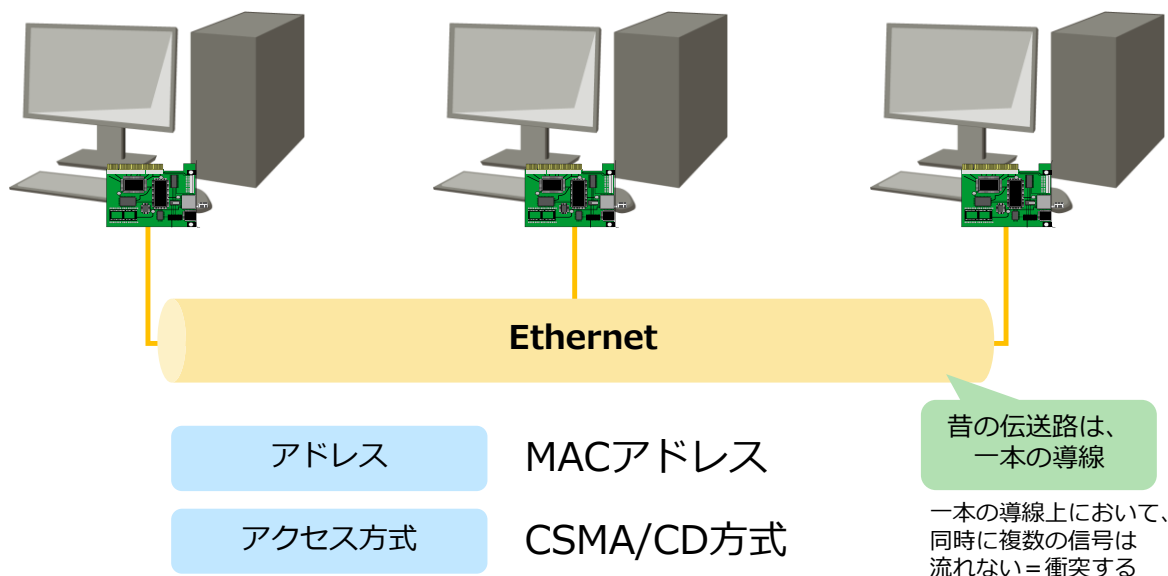 Ethernet
昔の伝送路は、
一本の導線
アドレス
MACアドレス
一本の導線上において、
同時に複数の信号は
流れない=衝突する
アクセス方式
CSMA/CD方式